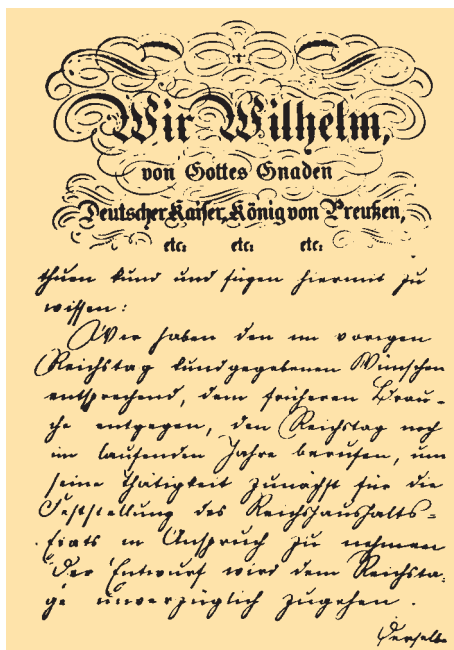 Wir Wilhelm,
von Gottes Gnaden
Deutscher Kaiser, König von Preußen,
etc: etc: etc:
thuen kund und fügen hiermit zu
wissen:
Wir haben den im vorigen
Reichstag kundgegebenen Wünschen
entsprechend, dem früheren Brau-
che entgegen, den Reichstag noch
im laufenden Jahre berufen, um
seine Thätigkeit zunächst für die
Feststellung des Reichshaushalts-
Etats in Anspruch zu nehmen
Der Entwurf wird dem Reichsta-
ge unverzüglich zugehen.
Derselbe